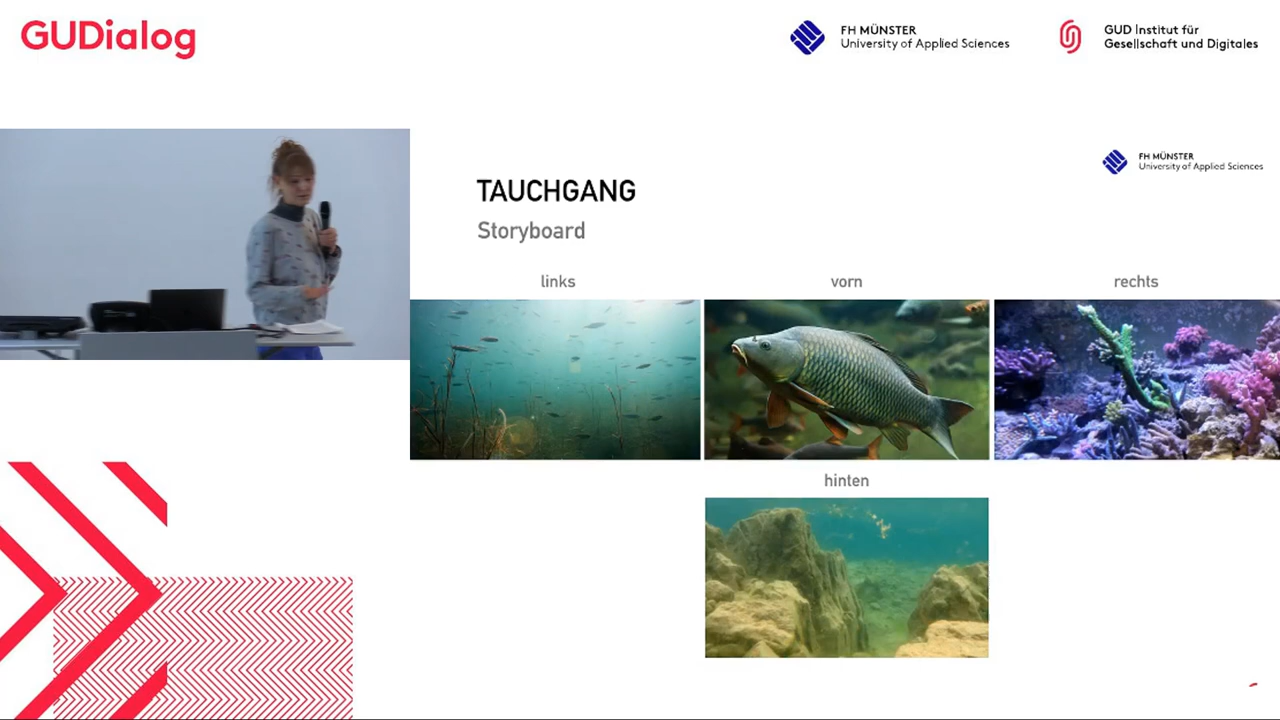 GUDialog
FH MÜNSTER
University of Applied Sciences
GUD Institut für
Gesellschaft und Digitales
FH MÜNSTER
University of Applied Sciences
TAUCHGANG
Storyboard
links
vorn
rechts
hinten